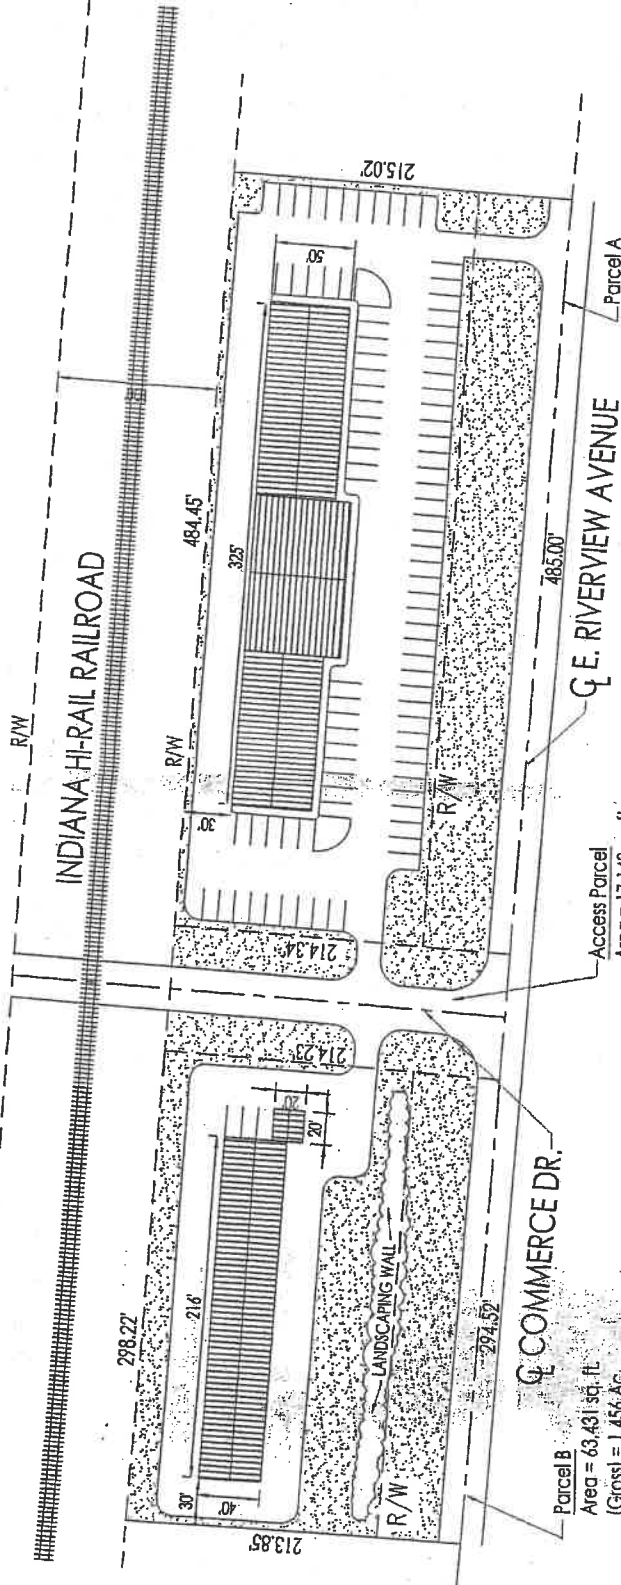 R/W
INDIANA HI-RAIL RAILROAD
R/W
484.45'
325'
50'
215.02'
30'
214.34'
R/W
485.00'
℄ E. RIVERVIEW AVENUE
Parcel A
Access Parcel
298.22'
216'
30'
40'
213.85'
20'
20'
214.23'
LANDSCAPING WALL
R/W
294.52'
℄ COMMERCE DR.
Parcel B
Area = 63,431 sq. ft.
(Gross) = 1.456 Ac.